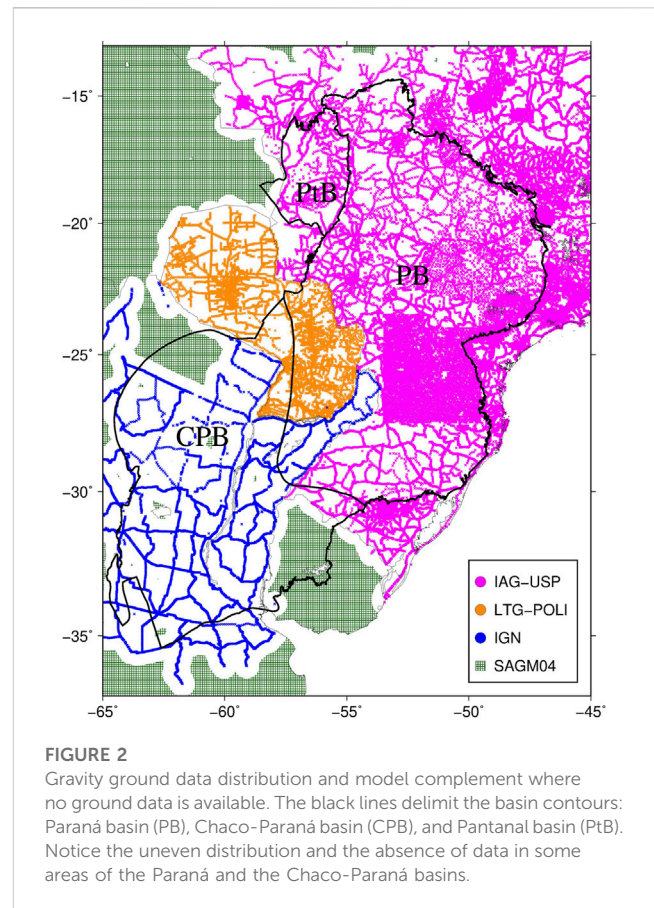 −15˚
−20˚
−25˚
−30˚
−35˚
PtB
PB
CPB
IAG−USP
LTG−POLI
IGN
SAGM04
−65˚ −60˚ −55˚ −50˚ −45˚
FIGURE 2
Gravity ground data distribution and model complement where
no ground data is available. The black lines delimit the basin contours:
Paraná basin (PB), Chaco-Paraná basin (CPB), and Pantanal basin (PtB).
Notice the uneven distribution and the absence of data in some
areas of the Paraná and the Chaco-Paraná basins.